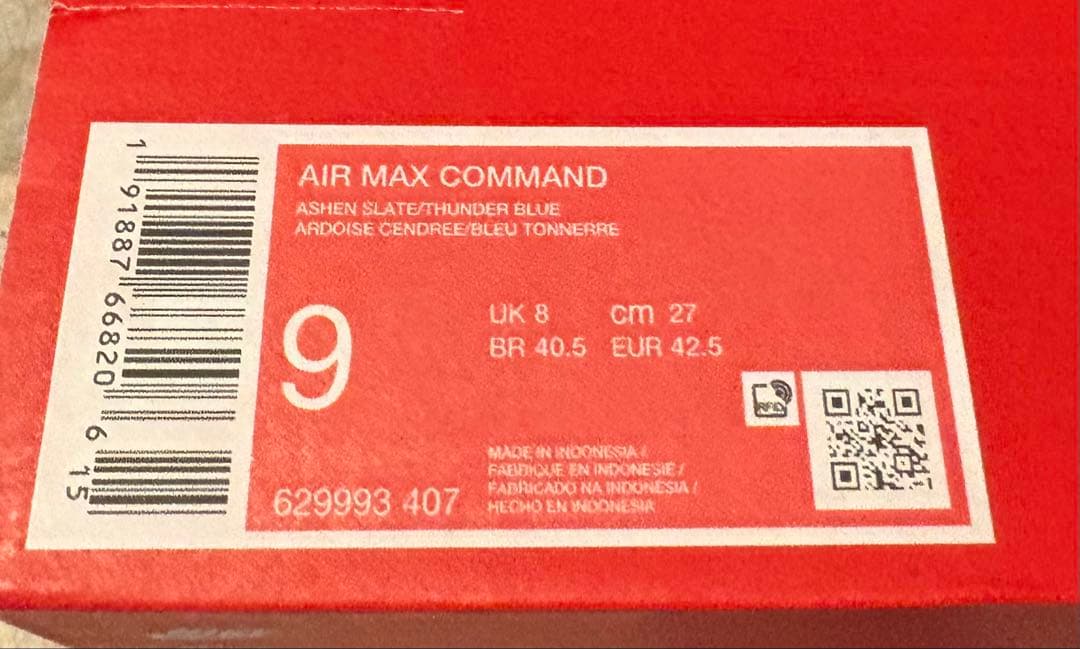 AIR MAX COMMAND
ASHEN SLATE/THUNDER BLUE
ARDOISE CENDREE/BLEU TONNERRE
9
UK 8 cm 27
BR 40.5 EUR 42.5
RFID
MADE IN INDONESIA /
FABRIQUE EN INDONESIE /
FABRICADO NA INDONESIA /
HECHO EN INDONESIA
629993 407
1 91887 66820 6 15